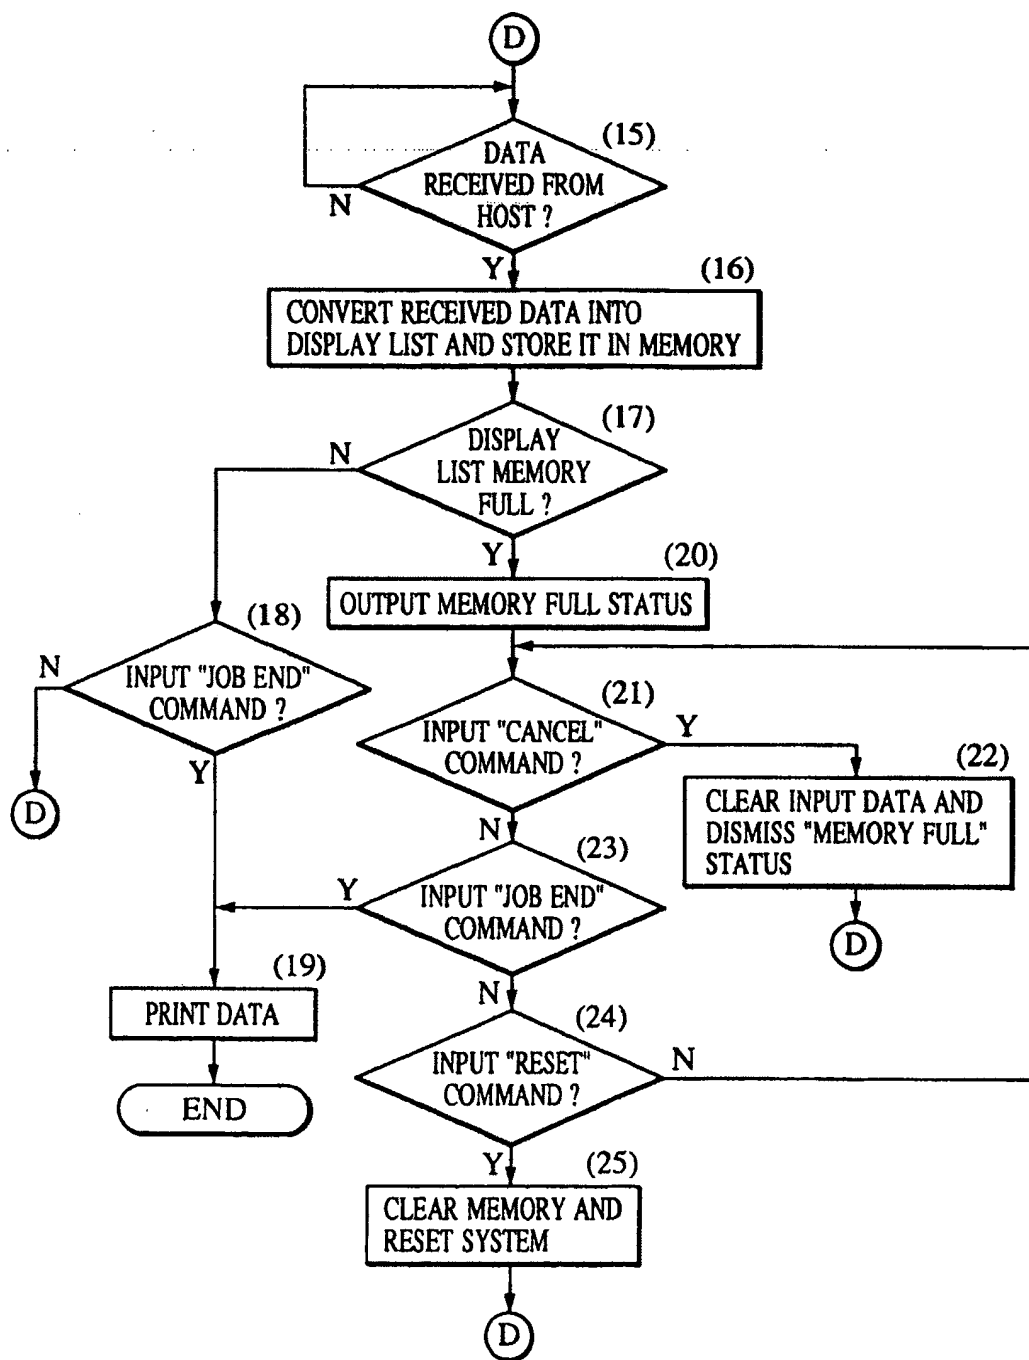 D
(15)
DATA
RECEIVED FROM
HOST ?
N
Y
(16)
CONVERT RECEIVED DATA INTO
DISPLAY LIST AND STORE IT IN MEMORY
(17)
DISPLAY
LIST MEMORY
FULL ?
N
Y
(20)
OUTPUT MEMORY FULL STATUS
(18)
INPUT "JOB END"
COMMAND ?
N
Y
D
(21)
INPUT "CANCEL"
COMMAND ?
Y
N
(22)
CLEAR INPUT DATA AND
DISMISS "MEMORY FULL"
STATUS
D
(23)
INPUT "JOB END"
COMMAND ?
Y
N
(19)
PRINT DATA
END
(24)
INPUT "RESET"
COMMAND ?
N
Y
(25)
CLEAR MEMORY AND
RESET SYSTEM
D